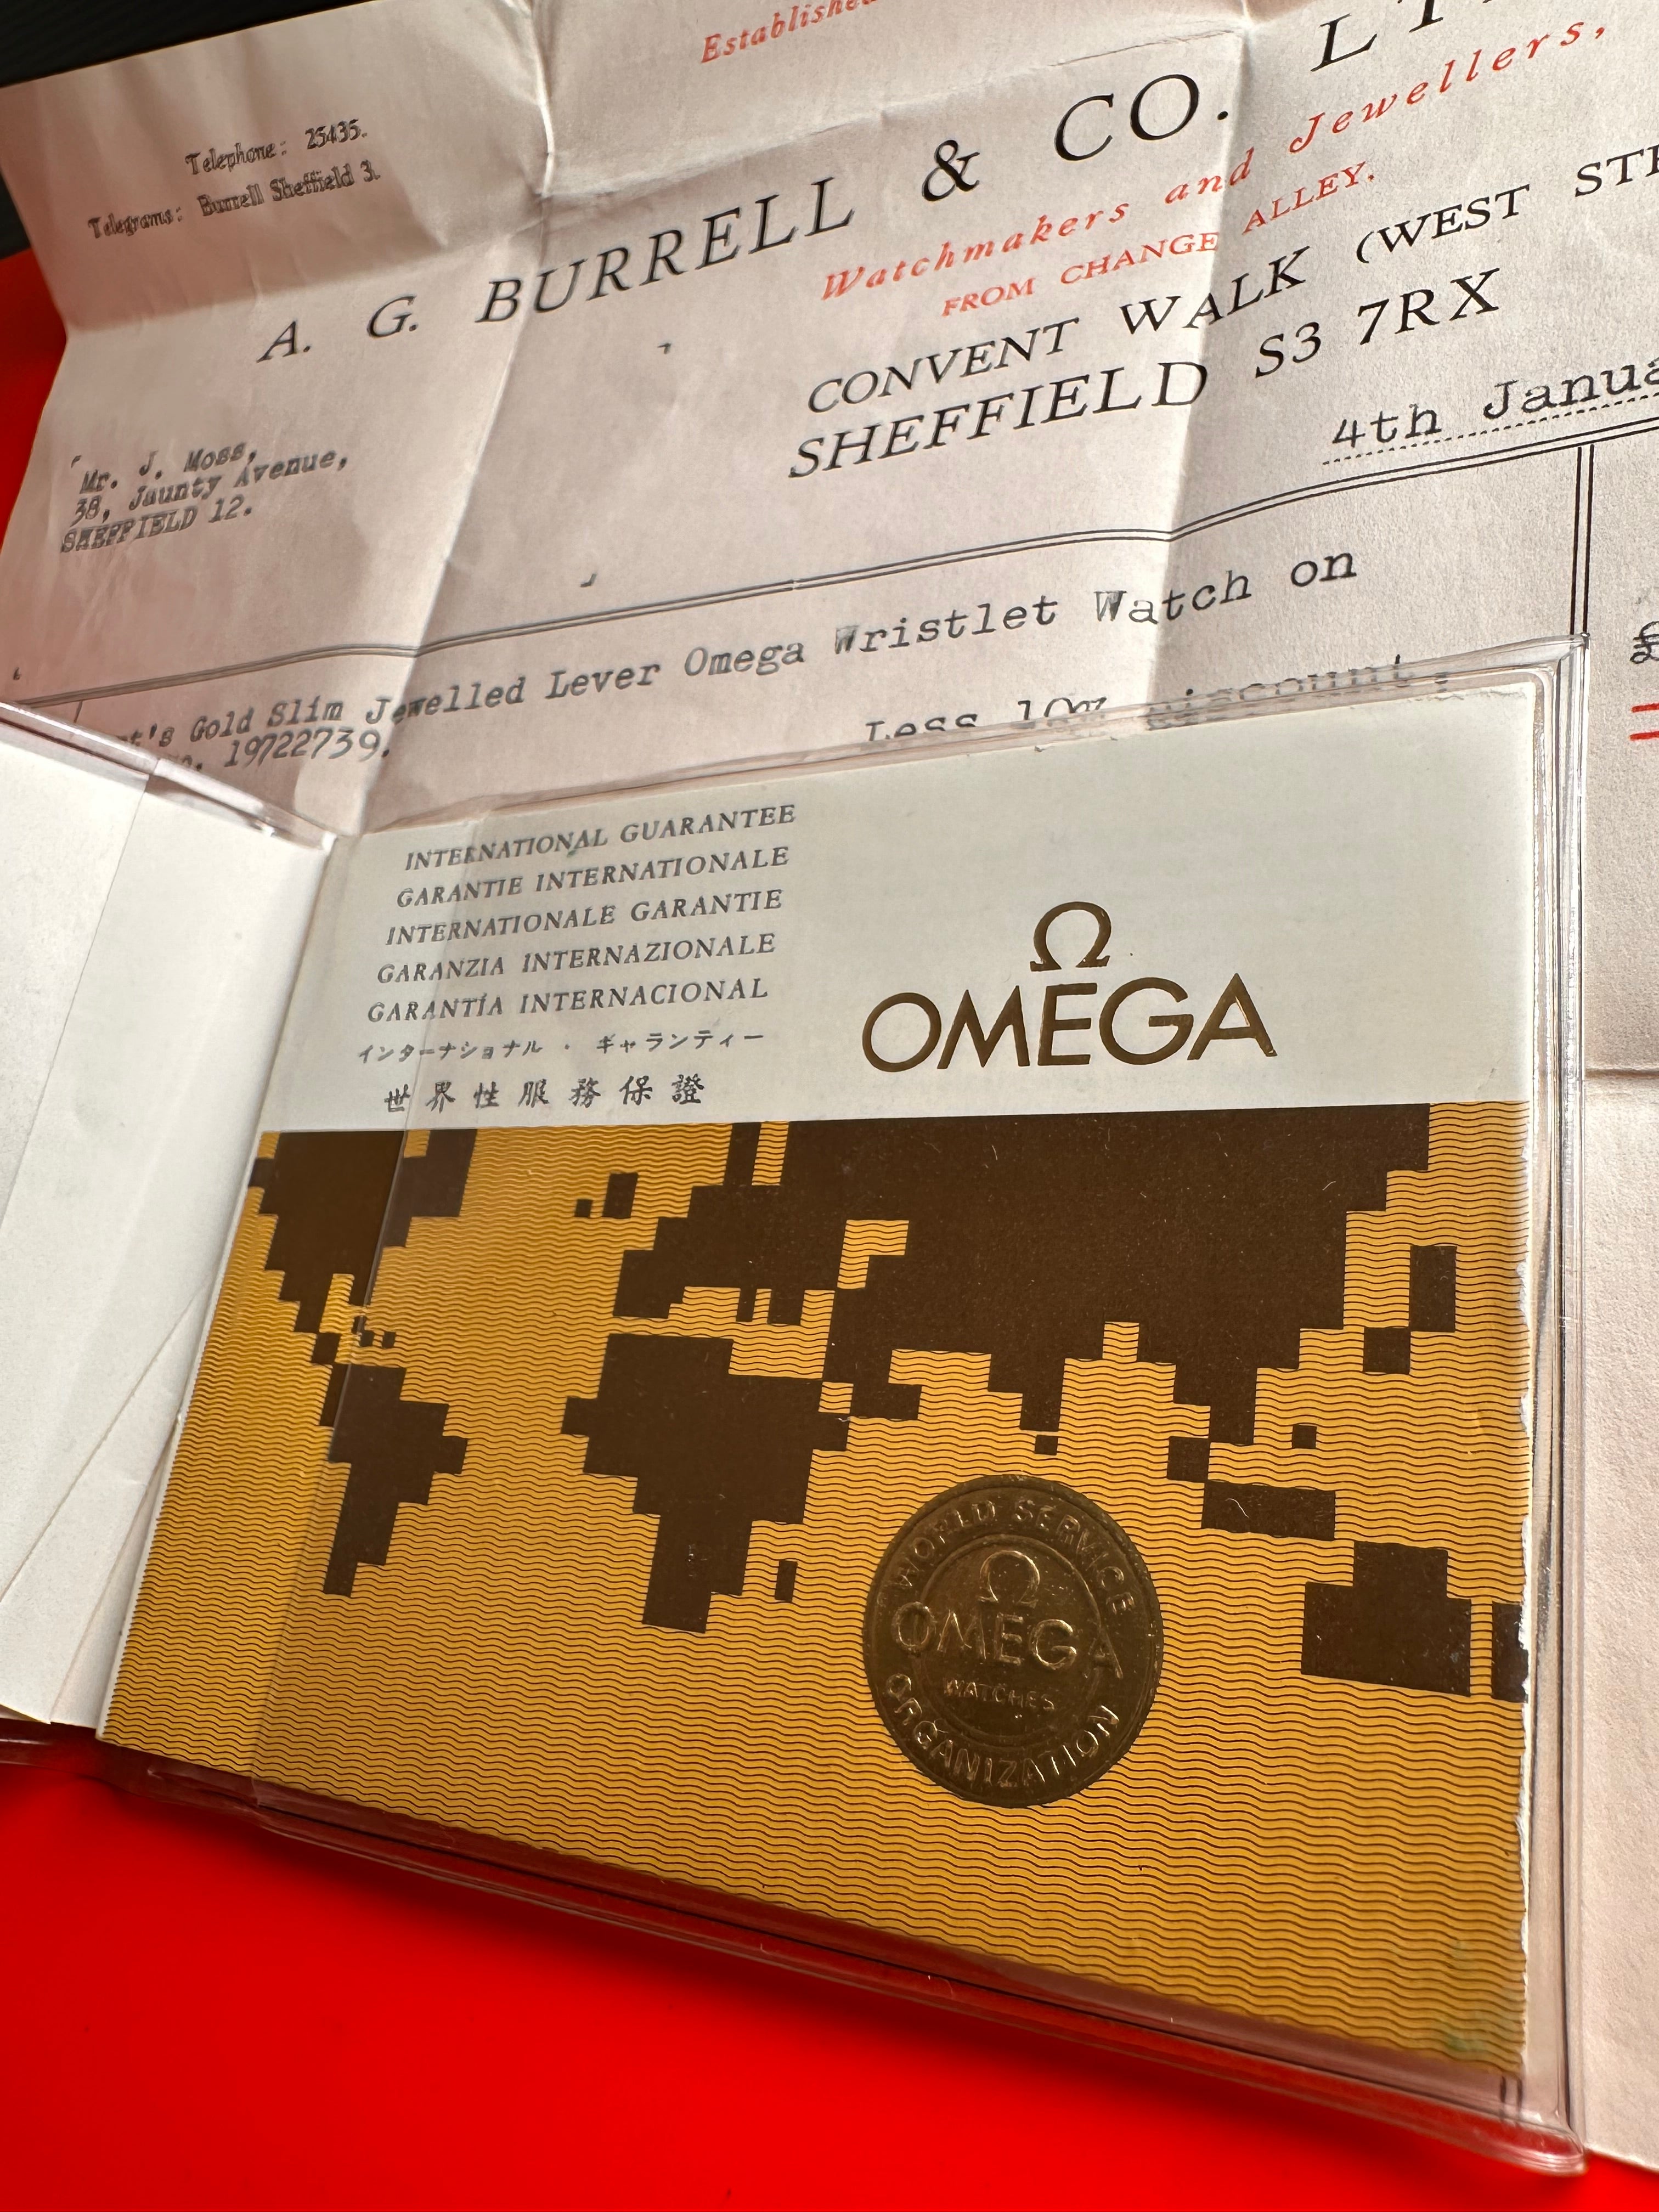 Established
Telephone: 25435.
Telegrams: Burrell Sheffield 3.
A. G. BURRELL & CO.
Watchmakers and Jewellers,
FROM CHANGE ALLEY.
CONVENT WALK (WEST
SHEFFIELD S3 7RX
4th
Mr. J. Moss,
38, Jaunty Avenue,
SHEFFIELD 12.
Gold Slim Jewelled Lever Omega Wristlet Watch on
19722739.
Less 10% discount.
£
INTERNATIONAL GUARANTEE
GARANTIE INTERNATIONALE
INTERNATIONALE GARANTIE
GARANZIA INTERNAZIONALE
GARANTÍA INTERNACIONAL
インターナショナル・ギャランティー
世界性服務保證
Ω
OMEGA
WORLD SERVICE
Ω
OMEGA
WATCHES
ORGANIZATION